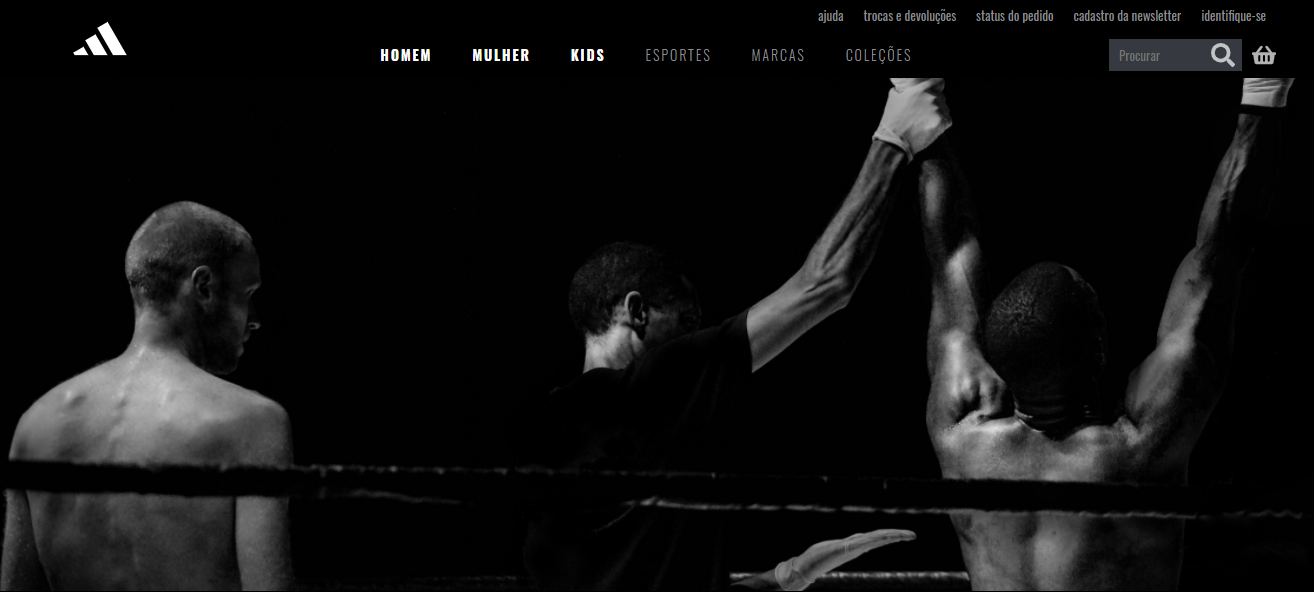 ajuda trocas e devoluções status do pedido cadastro da newsletter identifique-se
HOMEM MULHER KIDS ESPORTES MARCAS COLEÇÕES Procurar